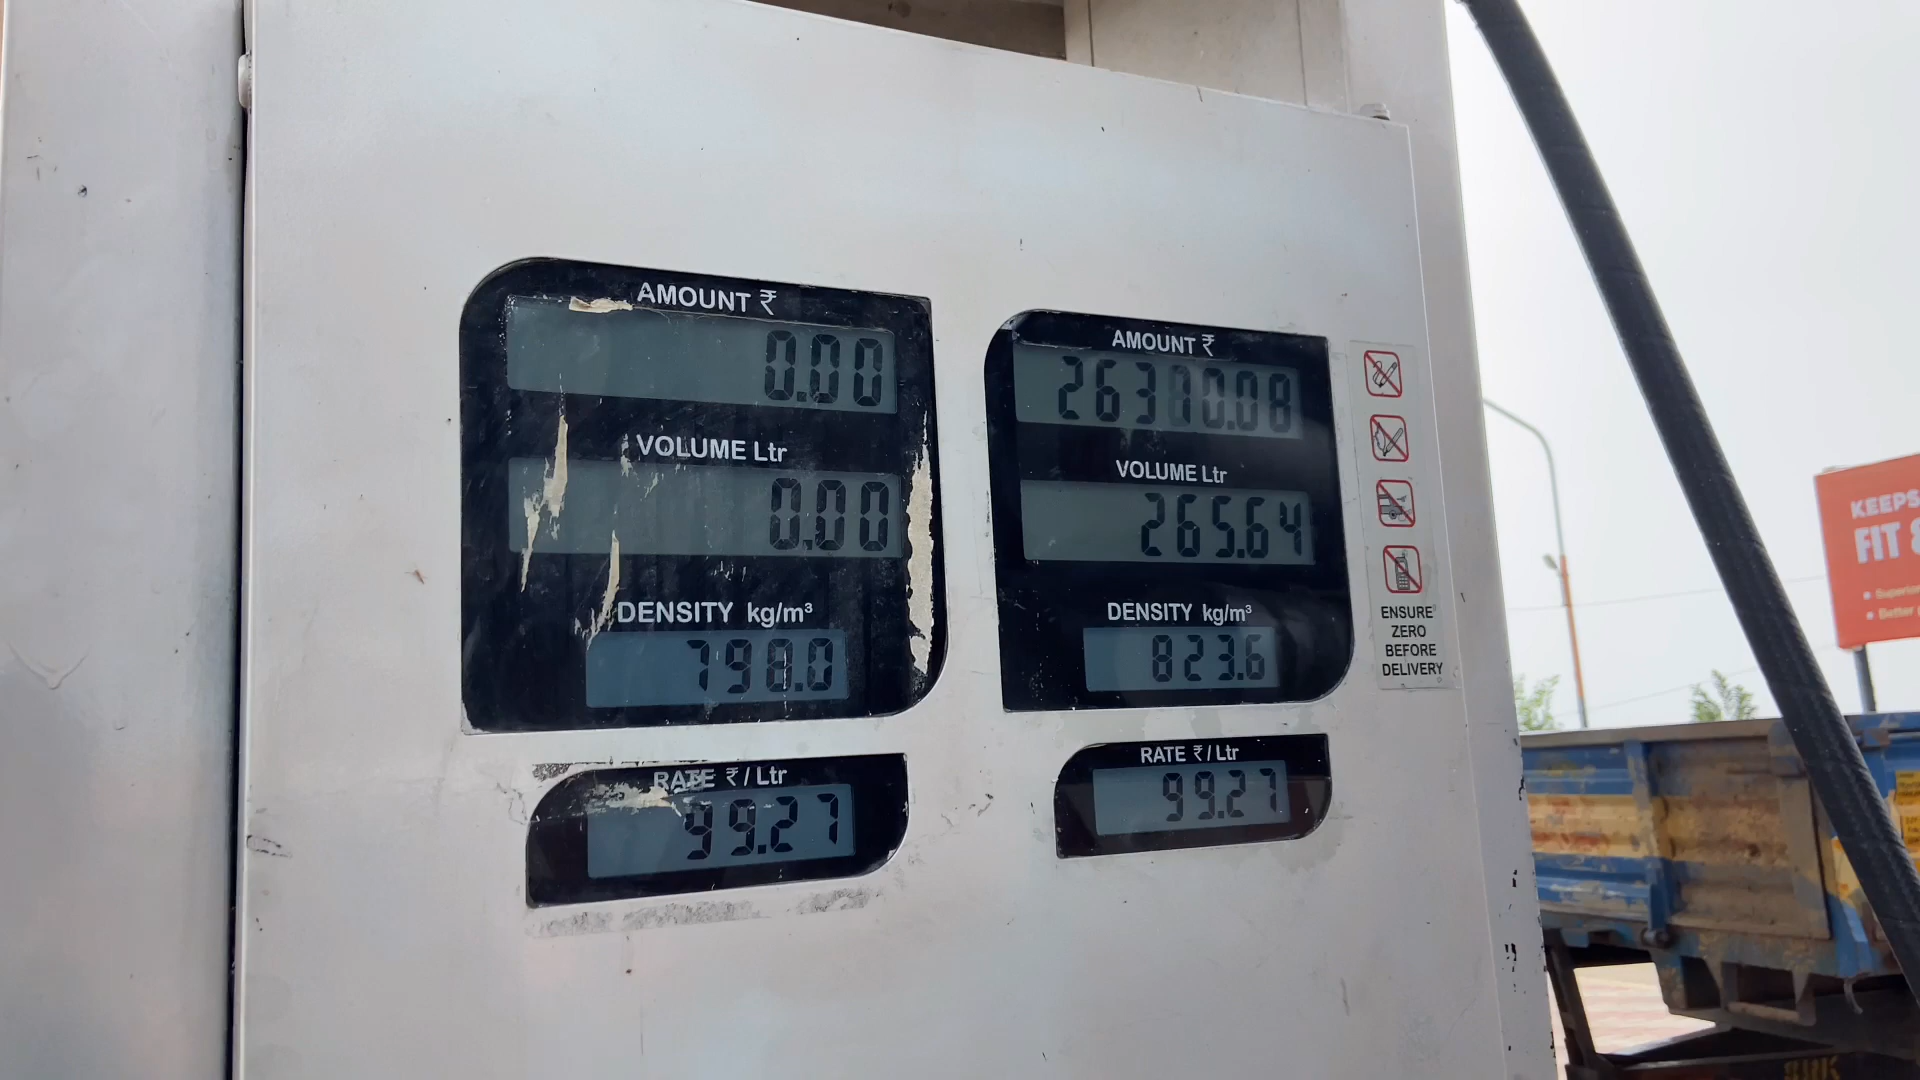 AMOUNT ₹
0.00
VOLUME Ltr
0.00
DENSITY kg/m³
798.0
RATE ₹/Ltr
99.27
AMOUNT ₹
26370.08
VOLUME Ltr
265.64
DENSITY kg/m³
823.6
RATE ₹/Ltr
99.27
ENSURE
ZERO
BEFORE
DELIVERY
KEEPS
FIT &
• Superior
• Better